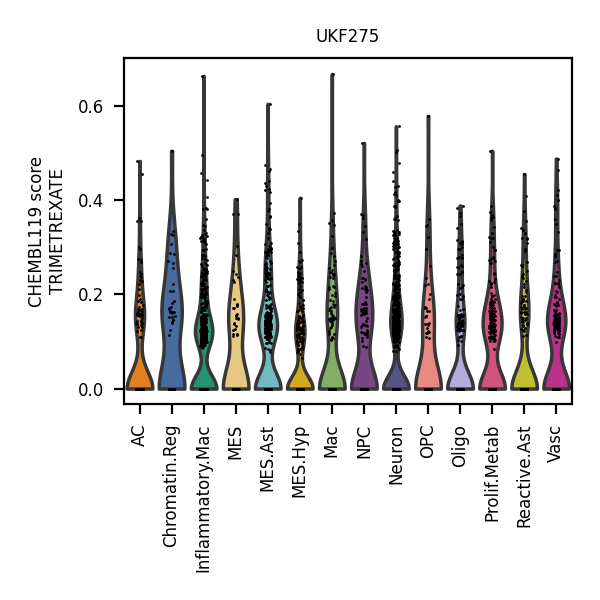 UKF275
CHEMBL119 score
TRIMETREXATE
0.6
0.4
0.2
0.0
AC
Chromatin.Reg
Inflammatory.Mac
MES
MES.Ast
MES.Hyp
Mac
NPC
Neuron
OPC
Oligo
Prolif.Metab
Reactive.Ast
Vasc